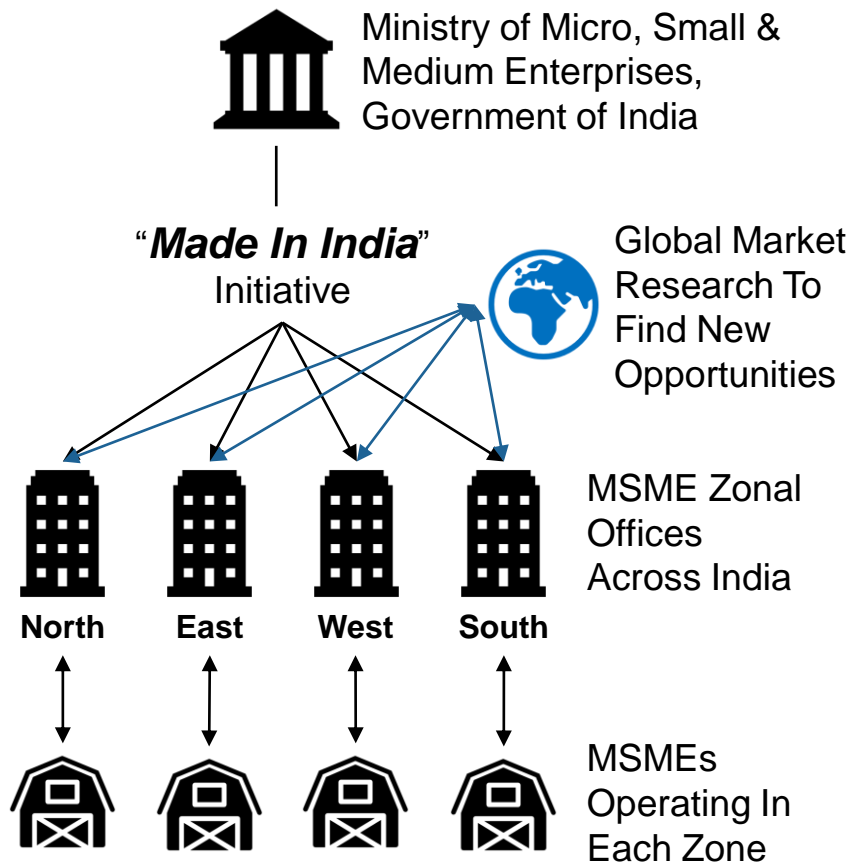 Ministry of Micro, Small &
Medium Enterprises,
Government of India
“Made In India”
Initiative
Global Market
Research To
Find New
Opportunities
MSME Zonal
Offices
Across India
North East West South
MSMEs
Operating In
Each Zone